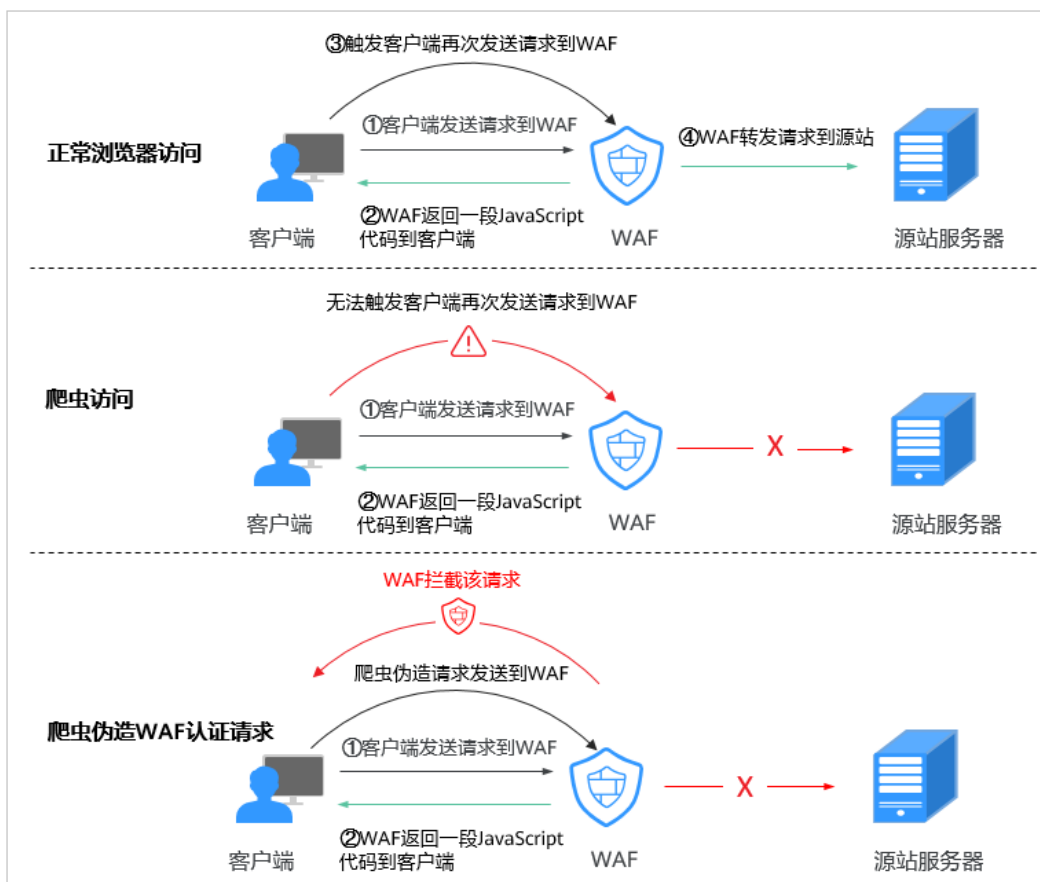 ③触发客户端再次发送请求到WAF
①客户端发送请求到WAF
④WAF转发请求到源站
正常浏览器访问
②WAF返回一段JavaScript
代码到客户端
客户端
WAF
源站服务器
无法触发客户端再次发送请求到WAF
爬虫访问
①客户端发送请求到WAF
X
②WAF返回一段JavaScript
代码到客户端
客户端
WAF
源站服务器
WAF拦截该请求
爬虫伪造请求发送到WAF
爬虫伪造WAF认证请求
①客户端发送请求到WAF
X
②WAF返回一段JavaScript
代码到客户端
客户端
WAF
源站服务器